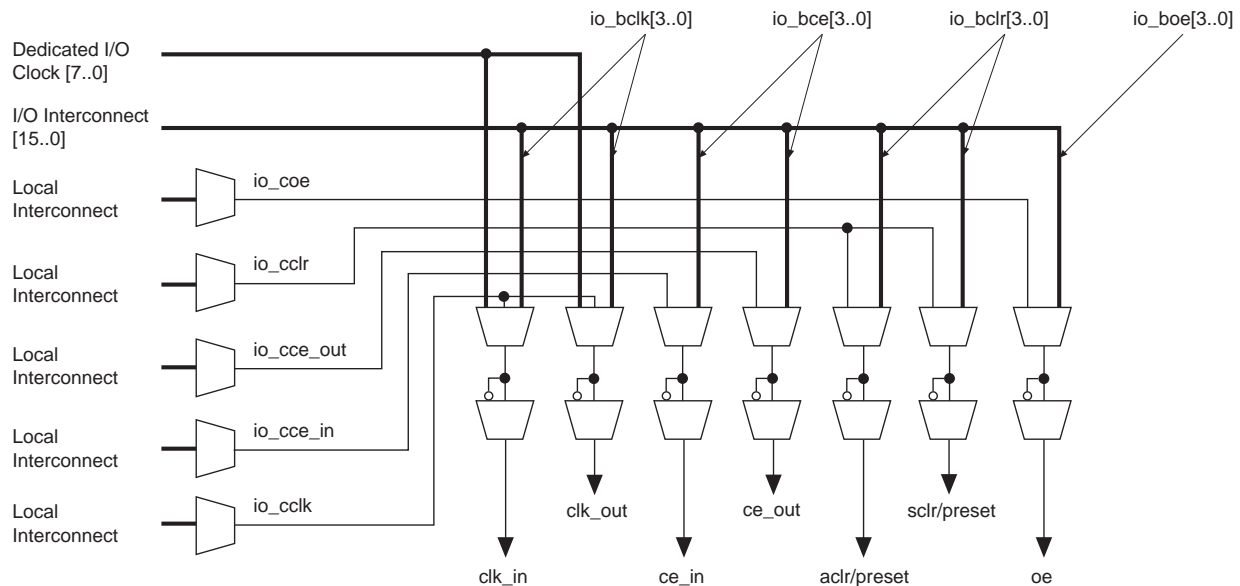 io_bclk[3..0]
io_bce[3..0]
io_bclr[3..0]
io_boe[3..0]
Dedicated I/O
Clock [7..0]
I/O Interconnect
[15..0]
Local
Interconnect
io_coe
Local
Interconnect
io_cclr
Local
Interconnect
io_cce_out
Local
Interconnect
io_cce_in
Local
Interconnect
io_cclk
clk_out
ce_out
sclr/preset
clk_in
ce_in
aclr/preset
oe